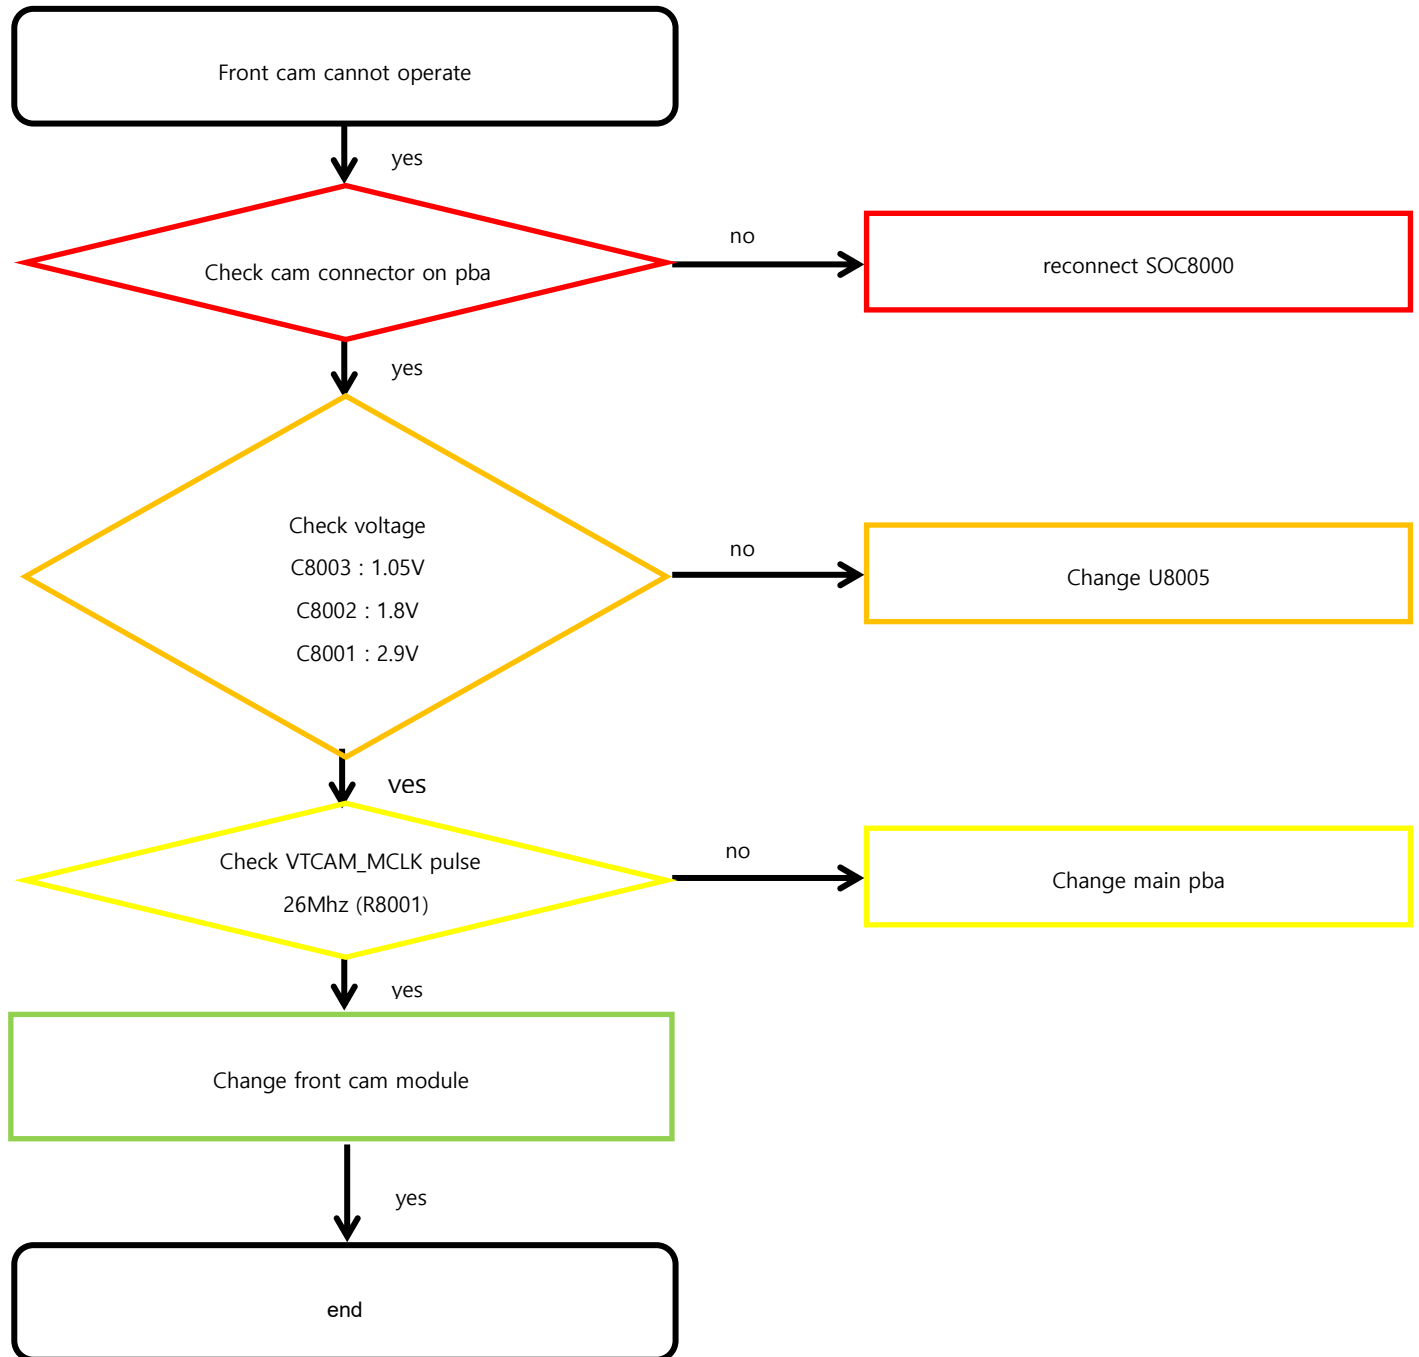 Front cam cannot operate
yes
Check cam connector on pba
no
reconnect SOC8000
yes
Check voltage
C8003 : 1.05V
C8002 : 1.8V
C8001 : 2.9V
no
Change U8005
yes
Check VTCAM_MCLK pulse
26Mhz (R8001)
no
Change main pba
yes
Change front cam module
yes
end